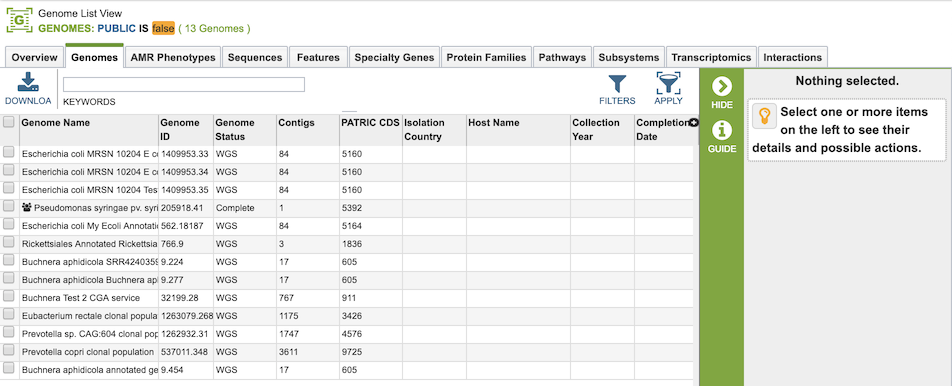 Genome List View
GENOMES: PUBLIC IS false ( 13 Genomes )
Overview Genomes AMR Phenotypes Sequences Features Specialty Genes Protein Families Pathways Subsystems Transcriptomics Interactions
DOWNLOA KEYWORDS FILTERS APPLY
HIDE
GUIDE
Nothing selected.
Select one or more items
on the left to see their
details and possible actions.
Genome Name Genome ID Genome Status Contigs PATRIC CDS Isolation Country Host Name Collection Year Completion Date
Escherichia coli MRSN 10204 E c 1409953.33 WGS 84 5160
Escherichia coli MRSN 10204 E c 1409953.34 WGS 84 5160
Escherichia coli MRSN 10204 Tes 1409953.35 WGS 84 5160
Pseudomonas syringae pv. syri 205918.41 Complete 1 5392
Escherichia coli My Ecoli Annotati 562.18187 WGS 84 5164
Rickettsiales Annotated Rickettsia 766.9 WGS 3 1836
Buchnera aphidicola SRR4240359 9.224 WGS 17 605
Buchnera aphidicola Buchnera ap 9.277 WGS 17 605
Buchnera Test 2 CGA service 32199.28 WGS 767 911
Eubacterium rectale clonal popula 1263079.268 WGS 1175 3426
Prevotella sp. CAG:604 clonal pop 1262932.31 WGS 1747 4576
Prevotella copri clonal population 537011.348 WGS 3611 9725
Buchnera aphidicola annotated ge 9.454 WGS 17 605